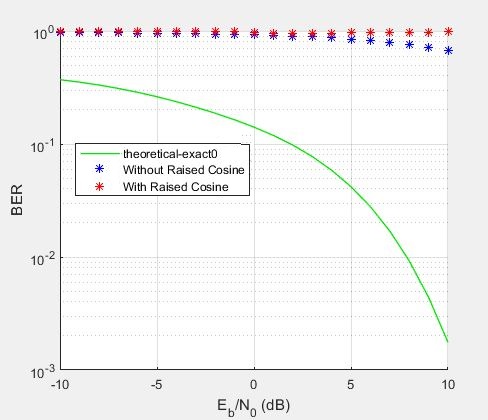 10^0
10^-1
10^-2
10^-3
BER
theoretical-exact0
Without Raised Cosine
With Raised Cosine
-10 -5 0 5 10
E_b/N_0 (dB)